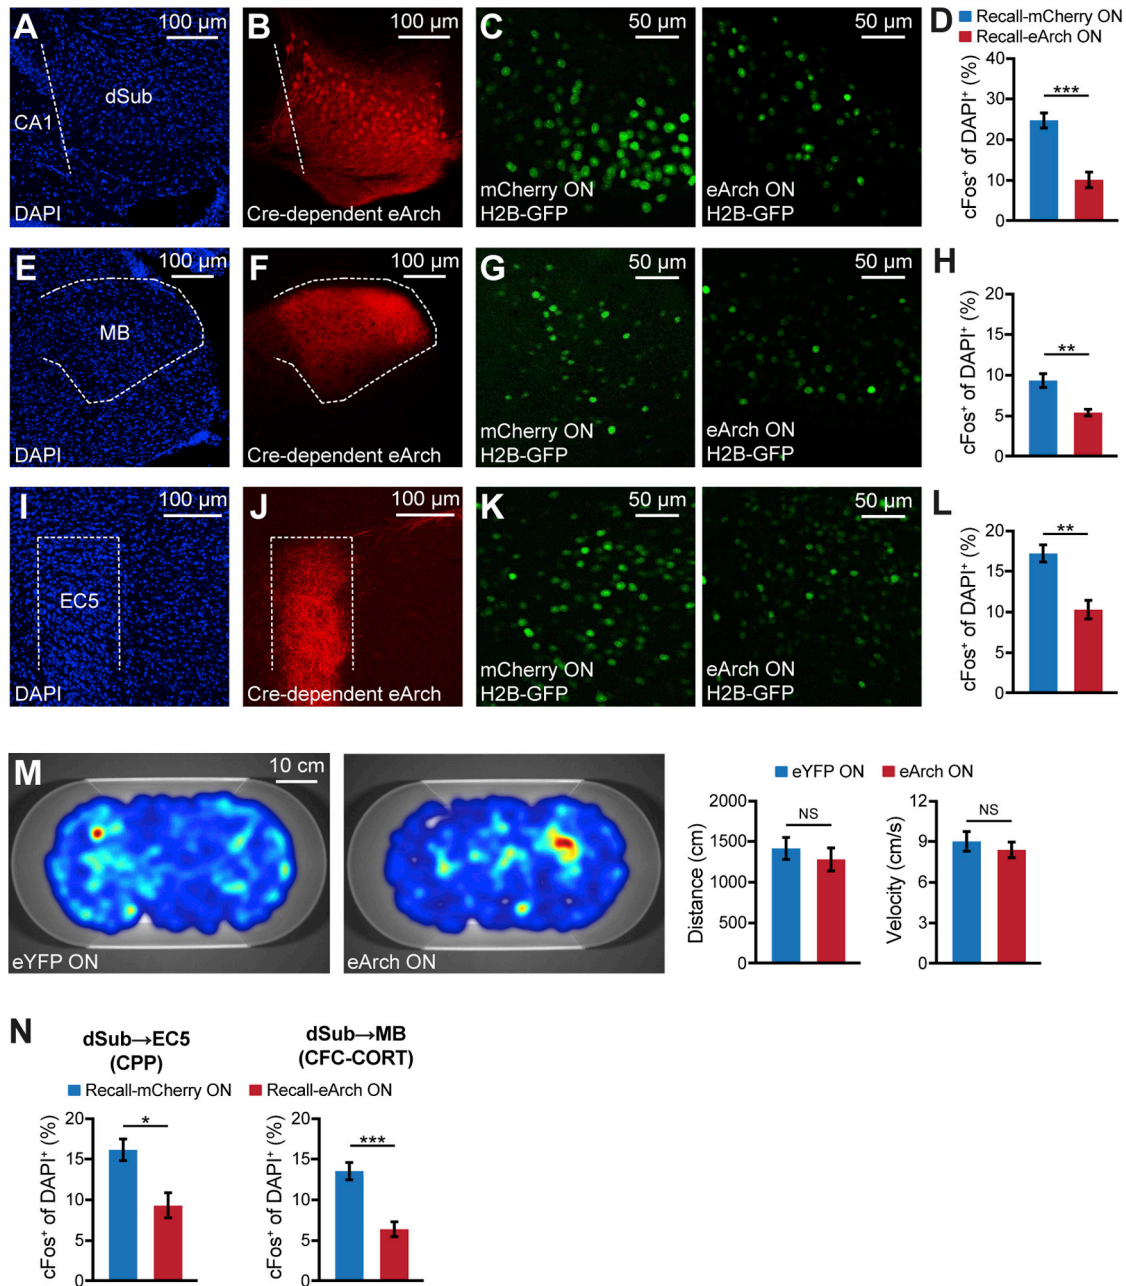 A
100 µm
dSub
CA1
DAPI
B
100 µm
Cre-dependent eArch
C
50 µm
mCherry ON
H2B-GFP
50 µm
eArch ON
H2B-GFP
D
Recall-mCherry ON
Recall-eArch ON
cFos⁺ of DAPI⁺ (%)
40
30
20
10
0
***
E
100 µm
MB
DAPI
F
100 µm
Cre-dependent eArch
G
50 µm
mCherry ON
H2B-GFP
50 µm
eArch ON
H2B-GFP
H
cFos⁺ of DAPI⁺ (%)
20
15
10
5
0
**
I
100 µm
EC5
DAPI
J
100 µm
Cre-dependent eArch
K
50 µm
mCherry ON
H2B-GFP
50 µm
eArch ON
H2B-GFP
L
cFos⁺ of DAPI⁺ (%)
20
15
10
5
0
**
M
10 cm
eYFP ON
eArch ON
eYFP ON
eArch ON
Distance (cm)
2000
1500
1000
500
0
NS
Velocity (cm/s)
12
9
6
3
0
NS
N
dSub→EC5
(CPP)
dSub→MB
(CFC-CORT)
Recall-mCherry ON
Recall-eArch ON
cFos⁺ of DAPI⁺ (%)
20
15
10
5
0
*
cFos⁺ of DAPI⁺ (%)
20
15
10
5
0
***